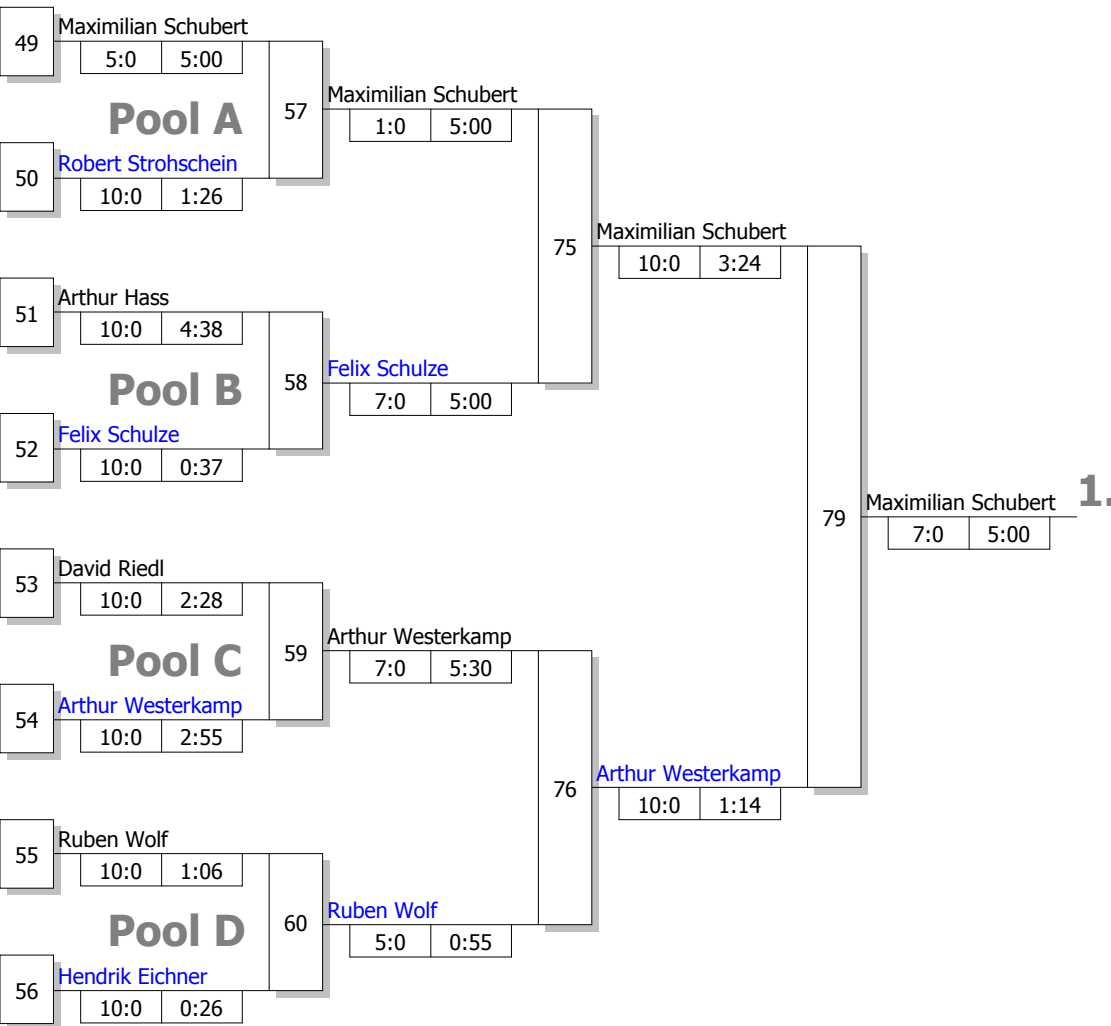 49
Maximilian Schubert
5:0 5:00
Pool A
57
Maximilian Schubert
1:0 5:00
50
Robert Strohschein
10:0 1:26
75
Maximilian Schubert
10:0 3:24
51
Arthur Hass
10:0 4:38
Pool B
58
Felix Schulze
7:0 5:00
52
Felix Schulze
10:0 0:37
79
Maximilian Schubert
1.
7:0 5:00
53
David Riedl
10:0 2:28
Pool C
59
Arthur Westerkamp
7:0 5:30
54
Arthur Westerkamp
10:0 2:55
76
Arthur Westerkamp
10:0 1:14
55
Ruben Wolf
10:0 1:06
Pool D
60
Ruben Wolf
5:0 0:55
56
Hendrik Eichner
10:0 0:26